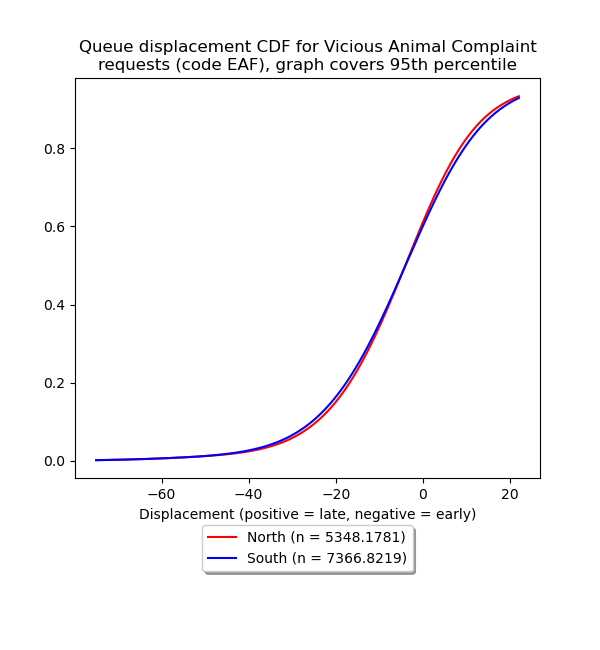 Queue displacement CDF for Vicious Animal Complaint
requests (code EAF), graph covers 95th percentile
0.8
0.6
0.4
0.2
0.0
−60
−40
−20
0
20
Displacement (positive = late, negative = early)
North (n = 5348.1781)
South (n = 7366.8219)